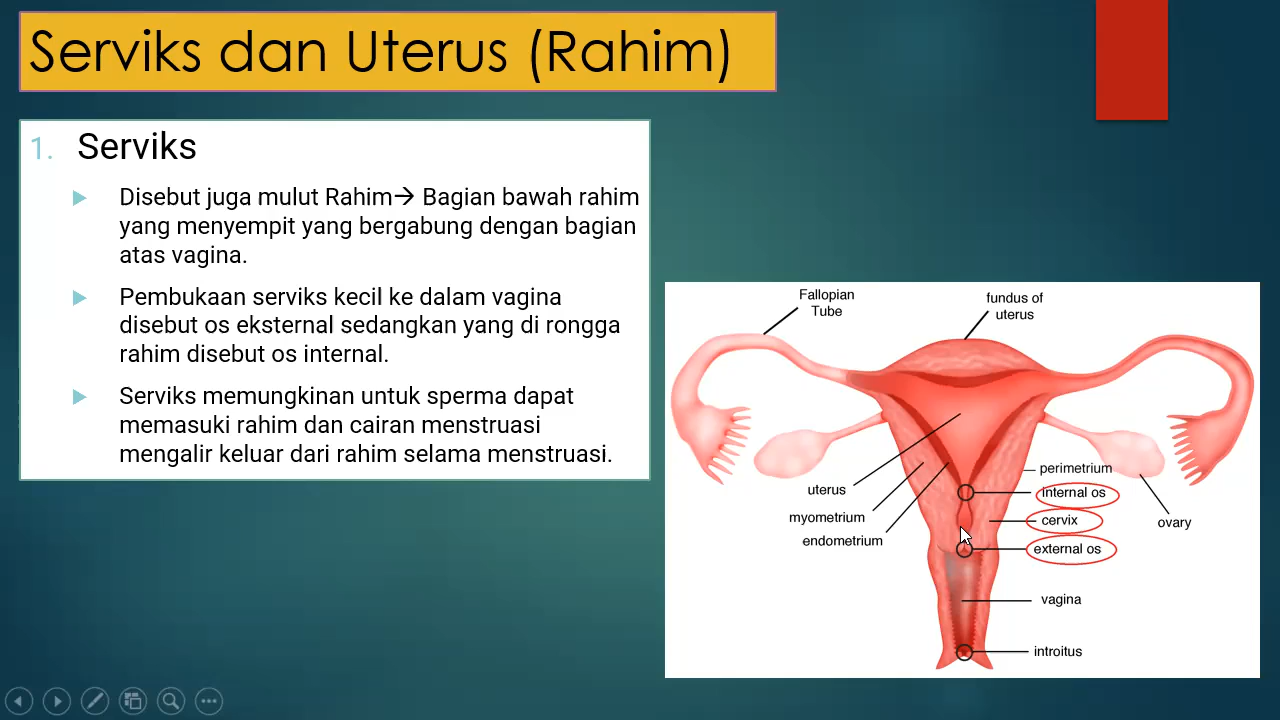 Serviks dan Uterus (Rahim)
1. Serviks
Disebut juga mulut Rahim→ Bagian bawah rahim
yang menyempit yang bergabung dengan bagian
atas vagina.
Pembukaan serviks kecil ke dalam vagina
disebut os eksternal sedangkan yang di rongga
rahim disebut os internal.
Serviks memungkinan untuk sperma dapat
memasuki rahim dan cairan menstruasi
mengalir keluar dari rahim selama menstruasi.
Fallopian
Tube
fundus of
uterus
uterus
myometrium
endometrium
perimetrium
internal os
cervix
external os
ovary
vagina
introitus